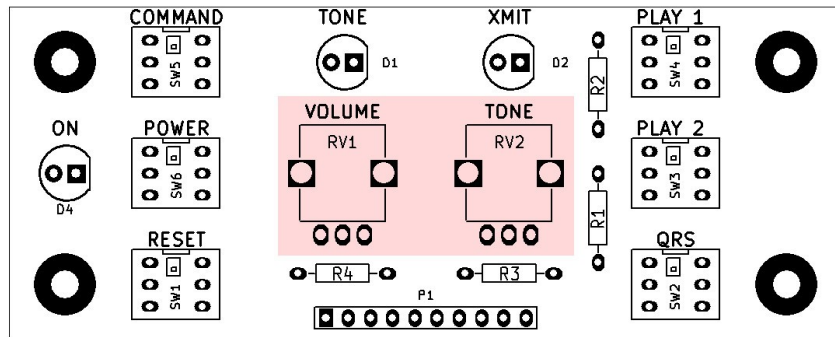 COMMAND
TONE
XMIT
PLAY 1
SW5
D1
D2
R2
SW4
ON
POWER
VOLUME
TONE
PLAY 2
RV1
RV2
SW6
SW3
D4
R1
RESET
QRS
SW1
R4
R3
SW2
P1